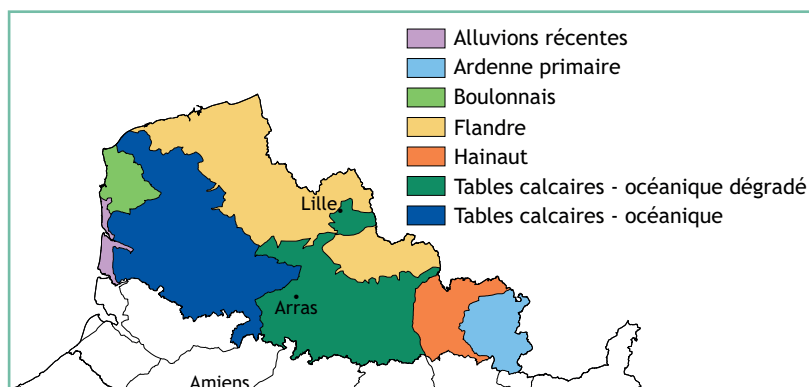 Alluvions récentes
Ardenne primaire
Boulonnais
Flandre
Hainaut
Tables calcaires - océanique dégradé
Tables calcaires - océanique
Lille
Arras
Amiens